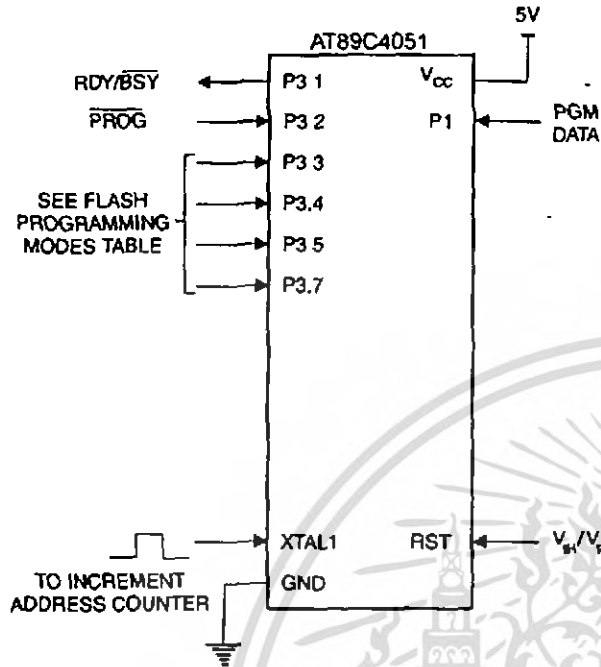 5V
AT89C4051
RDY/BSY
P3 1
VCC
PROG
P3 2
P1
PGM
DATA
P3 3
SEE FLASH
PROGRAMMING
MODES TABLE
P3.4
P3 5
P3.7
XTAL1
RST
TO INCREMENT
ADDRESS COUNTER
GND